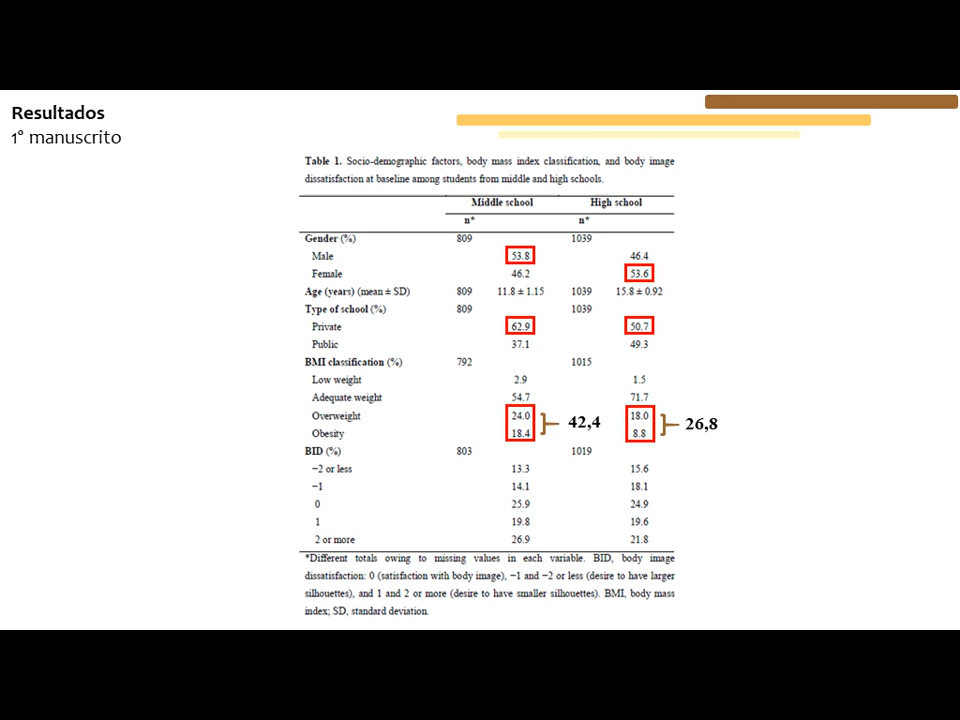 Resultados
1° manuscrito
Table 1. Socio-demographic factors, body mass index classification, and body image
dissatisfaction at baseline among students from middle and high schools.
Middle school High school
n* n*
Gender (%) 809 1039
Male 53.8 46.4
Female 46.2 53.6
Age (years) (mean ± SD) 809 11.8 ± 1.15 1039 15.8 ± 0.92
Type of school (%) 809 1039
Private 62.9 50.7
Public 37.1 49.3
BMI classification (%) 792 1015
Low weight 2.9 1.5
Adequate weight 54.7 71.7
Overweight 24.0 18.0
42,4 26,8
Obesity 18.4 8.8
BID (%) 803 1019
−2 or less 13.3 15.6
−1 14.1 18.1
0 25.9 24.9
1 19.8 19.6
2 or more 26.9 21.8
*Different totals owing to missing values in each variable. BID, body image
dissatisfaction: 0 (satisfaction with body image), −1 and −2 or less (desire to have larger
silhouettes), and 1 and 2 or more (desire to have smaller silhouettes). BMI, body mass
index; SD, standard deviation.